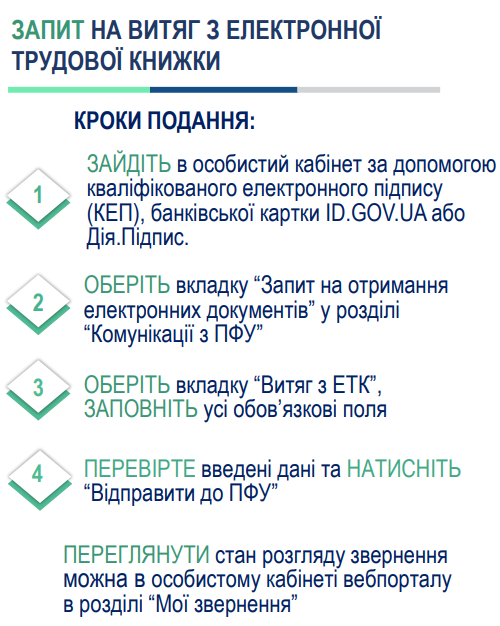 ЗАПИТ НА ВИТЯГ З ЕЛЕКТРОННОЇ
ТРУДОВОЇ КНИЖКИ
КРОКИ ПОДАННЯ:
1
ЗАЙДІТЬ в особистий кабінет за допомогою
кваліфікованого електронного підпису
(КЕП), банківської картки ID.GOV.UA або
Дія.Підпис.
2
ОБЕРІТЬ вкладку “Запит на отримання
електронних документів” у розділі
“Комунікації з ПФУ”
3
ОБЕРІТЬ вкладку “Витяг з ЕТК”,
ЗАПОВНІТЬ усі обов’язкові поля
4
ПЕРЕВІРТЕ введені дані та НАТИСНІТЬ
“Відправити до ПФУ”
ПЕРЕГЛЯНУТИ стан розгляду звернення
можна в особистому кабінеті вебпорталу
в розділі “Мої звернення”